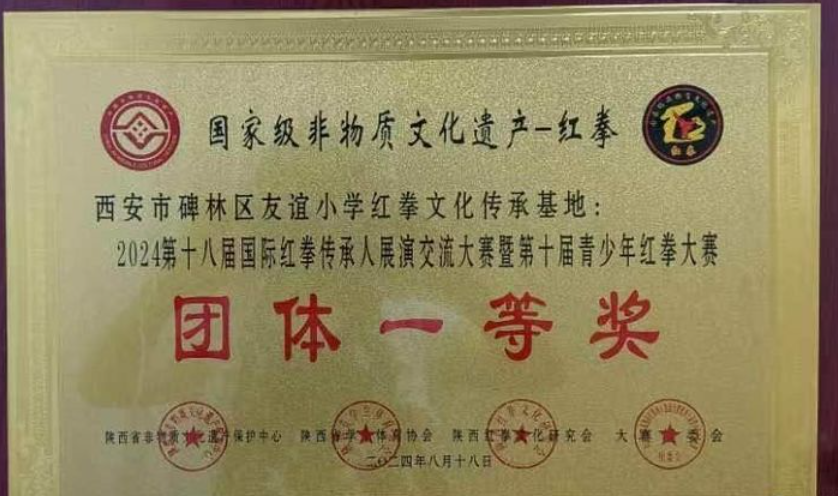 国家级非物质文化遗产-红拳
西安市碑林区友谊小学红拳文化传承基地：
2024第十八届国际红拳传承人展演交流大赛暨第十届青少年红拳大赛
团体一等奖
陕西省非物质文化遗产保护中心 陕西省学生体育协会 陕西红拳文化研究会 大赛组委会
二〇二四年八月十八日